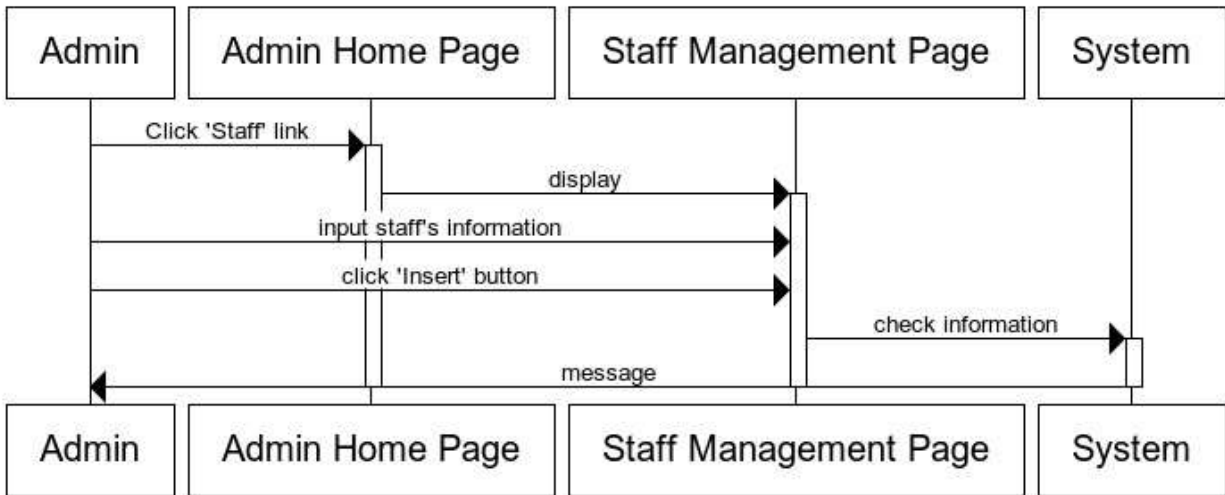 Admin
Admin Home Page
Staff Management Page
System
Click 'Staff' link
display
input staff's information
click 'Insert' button
check information
message
Admin
Admin Home Page
Staff Management Page
System